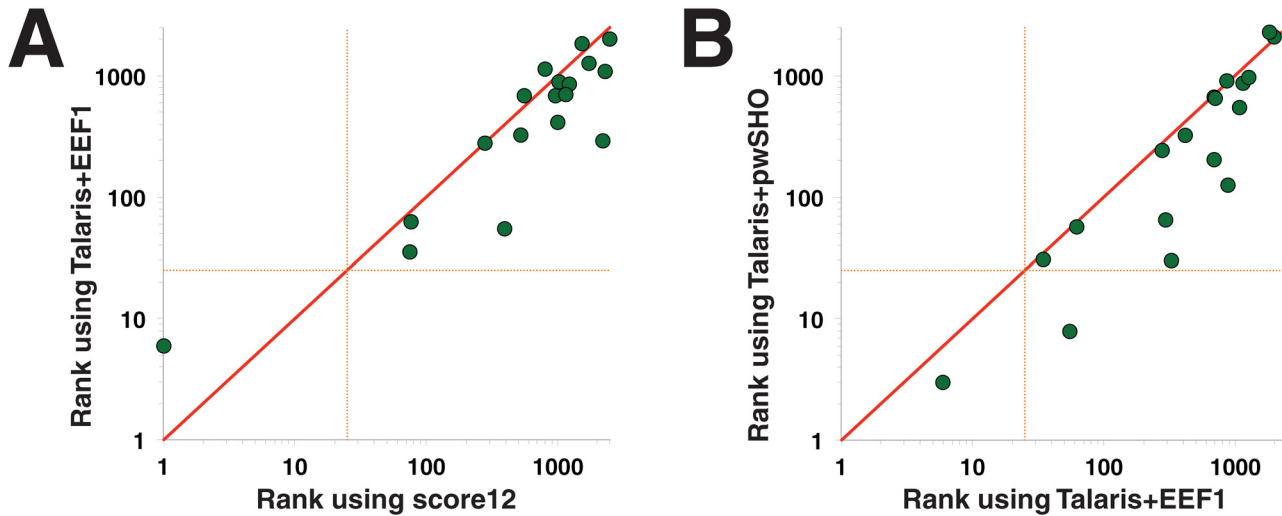 A
Rank using Talaris+EEF1
1000
100
10
1
1 10 100 1000
Rank using score12
B
Rank using Talaris+pwSHO
1000
100
10
1
1 10 100 1000
Rank using Talaris+EEF1